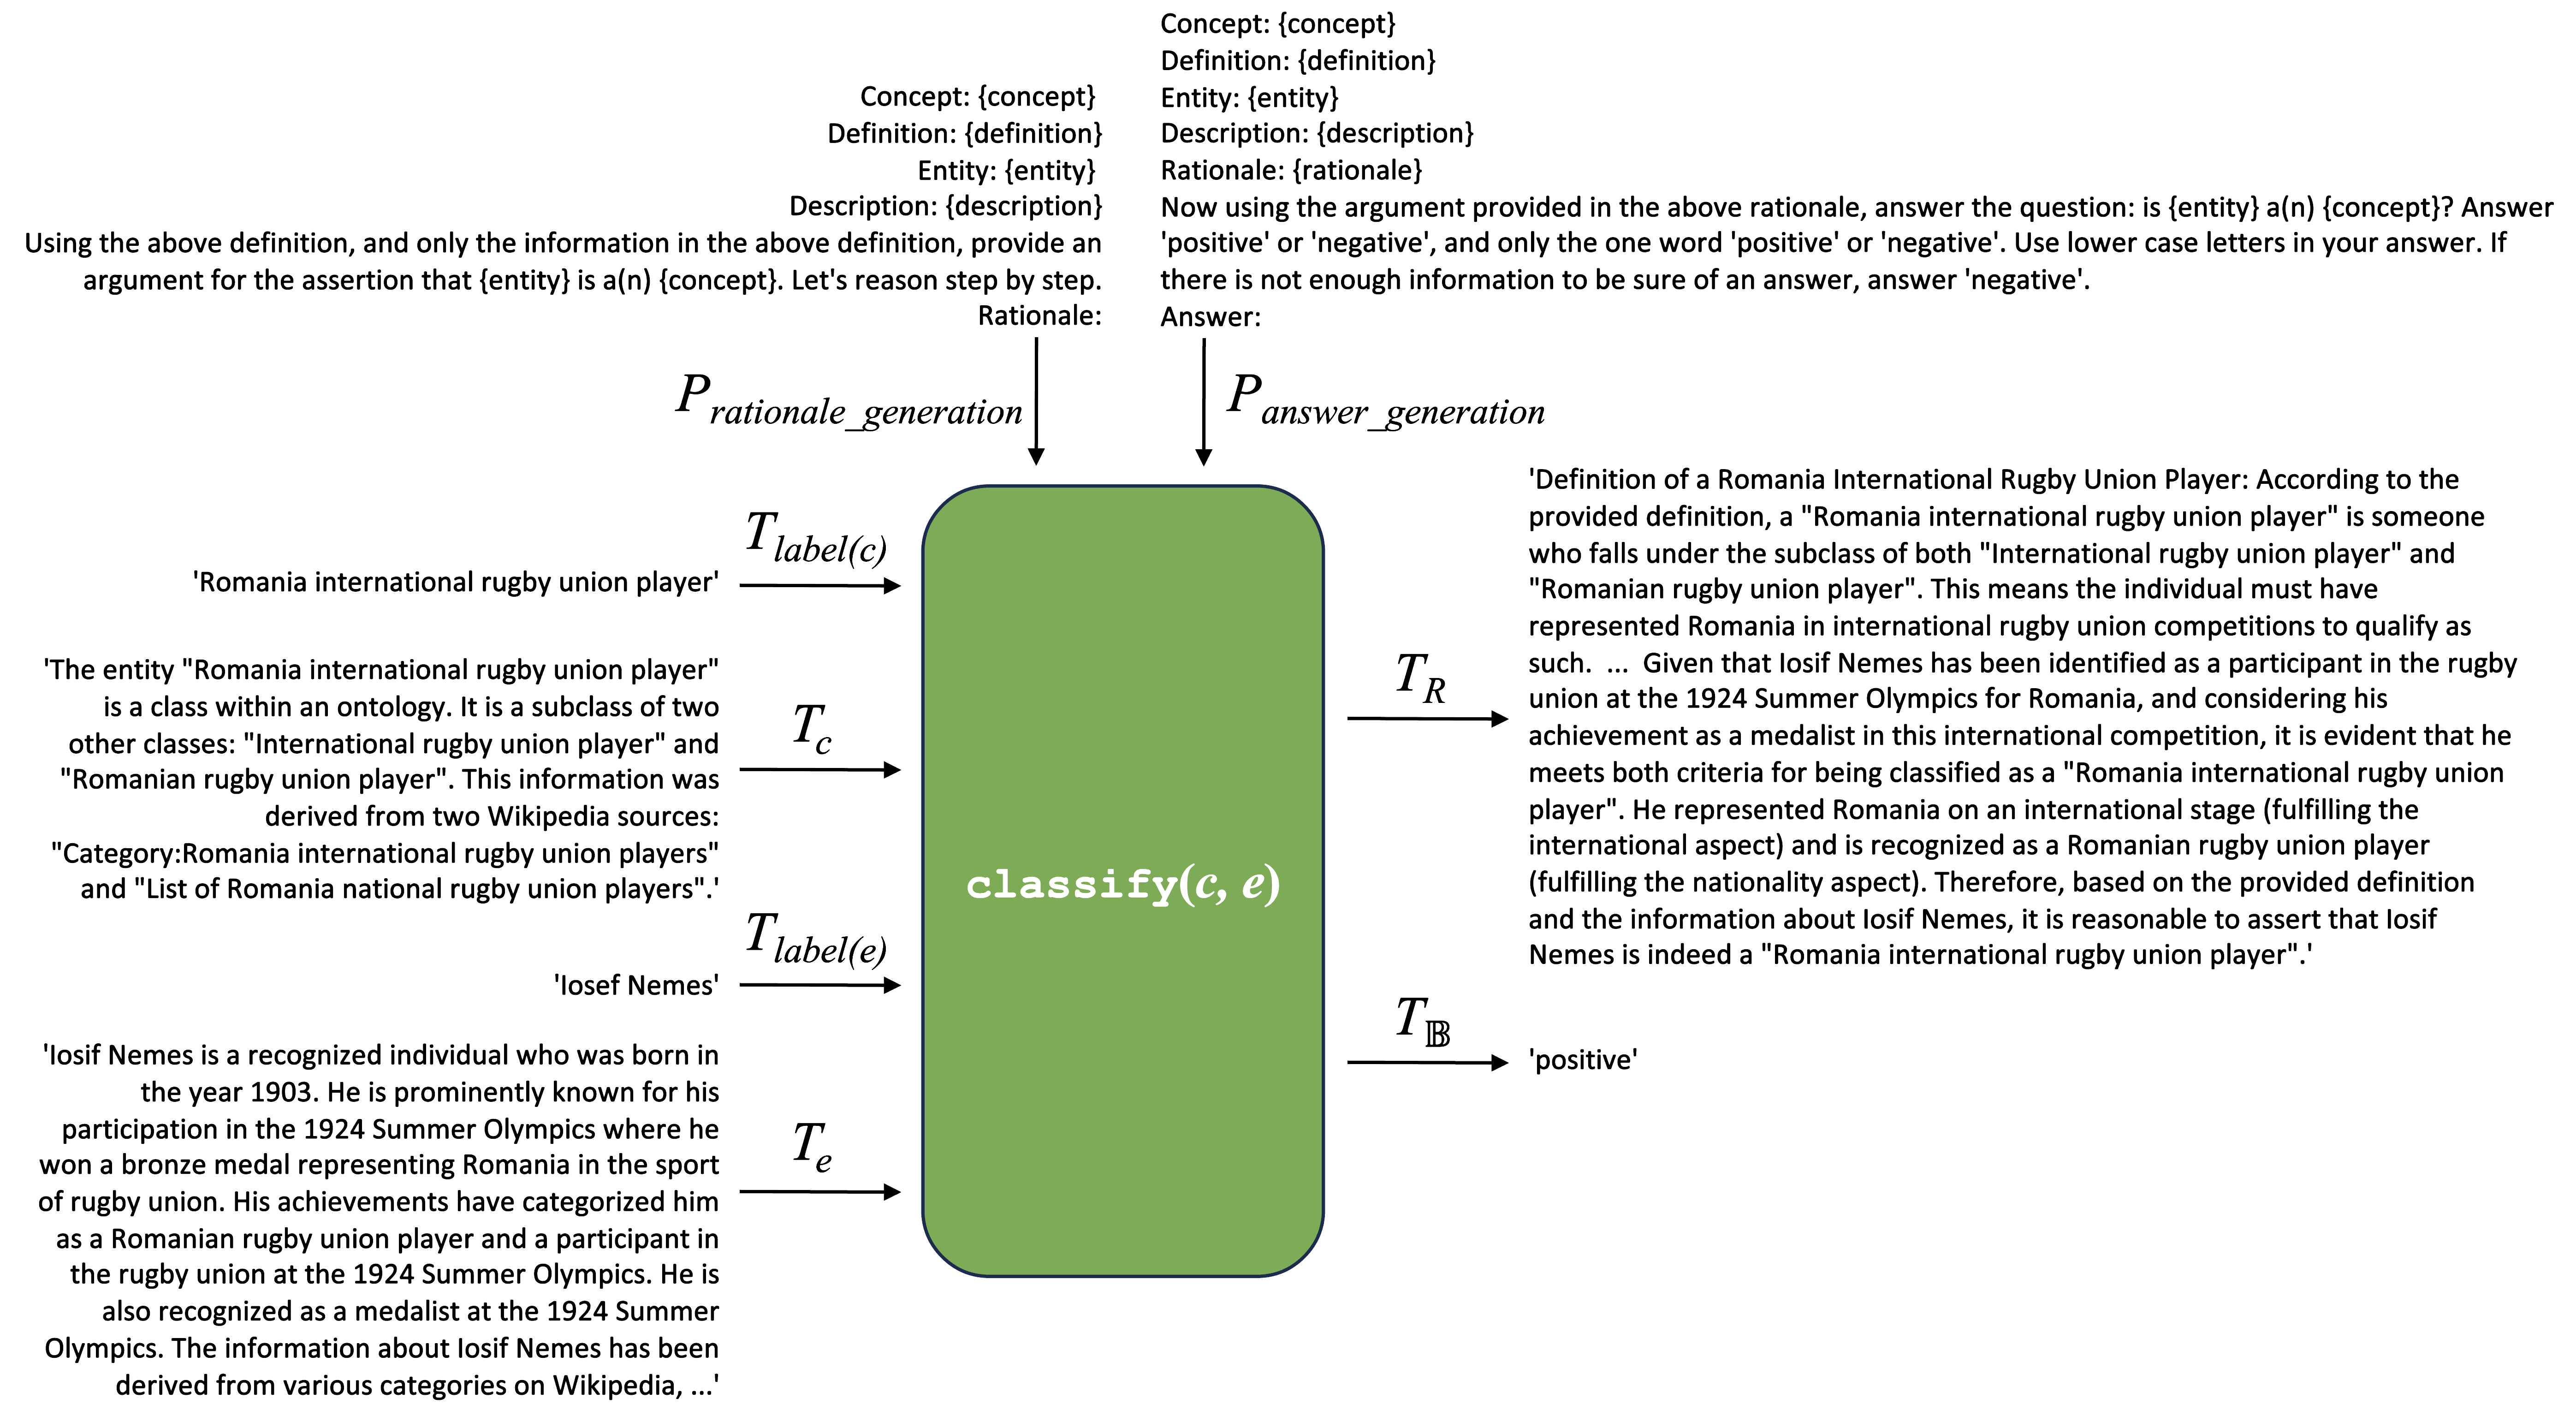 Concept: {concept}
Definition: {definition}
Entity: {entity}
Description: {description}
Using the above definition, and only the information in the above definition, provide an
argument for the assertion that {entity} is a(n) {concept}. Let's reason step by step.
Rationale:
Concept: {concept}
Definition: {definition}
Entity: {entity}
Description: {description}
Rationale: {rationale}
Now using the argument provided in the above rationale, answer the question: is {entity} a(n) {concept}? Answer
'positive' or 'negative', and only the one word 'positive' or 'negative'. Use lower case letters in your answer. If
there is not enough information to be sure of an answer, answer 'negative'.
Answer:
P rationale_generation
P answer_generation
T label(c)
'Romania international rugby union player'
'The entity "Romania international rugby union player"
is a class within an ontology. It is a subclass of two
other classes: "International rugby union player" and
"Romanian rugby union player". This information was
derived from two Wikipedia sources:
"Category:Romania international rugby union players"
and "List of Romania national rugby union players".'
T c
T label(e)
'Iosef Nemes'
'Iosif Nemes is a recognized individual who was born in
the year 1903. He is prominently known for his
participation in the 1924 Summer Olympics where he
won a bronze medal representing Romania in the sport
of rugby union. His achievements have categorized him
as a Romanian rugby union player and a participant in
the rugby union at the 1924 Summer Olympics. He is
also recognized as a medalist at the 1924 Summer
Olympics. The information about Iosif Nemes has been
derived from various categories on Wikipedia, ...'
T e
classify(c, e)
T R
'Definition of a Romania International Rugby Union Player: According to the
provided definition, a "Romania international rugby union player" is someone
who falls under the subclass of both "International rugby union player" and
"Romanian rugby union player". This means the individual must have
represented Romania in international rugby union competitions to qualify as
such.  ...  Given that Iosif Nemes has been identified as a participant in the rugby
union at the 1924 Summer Olympics for Romania, and considering his
achievement as a medalist in this international competition, it is evident that he
meets both criteria for being classified as a "Romania international rugby union
player". He represented Romania on an international stage (fulfilling the
international aspect) and is recognized as a Romanian rugby union player
(fulfilling the nationality aspect). Therefore, based on the provided definition
and the information about Iosif Nemes, it is reasonable to assert that Iosif
Nemes is indeed a "Romania international rugby union player".'
T 𝔹
'positive'